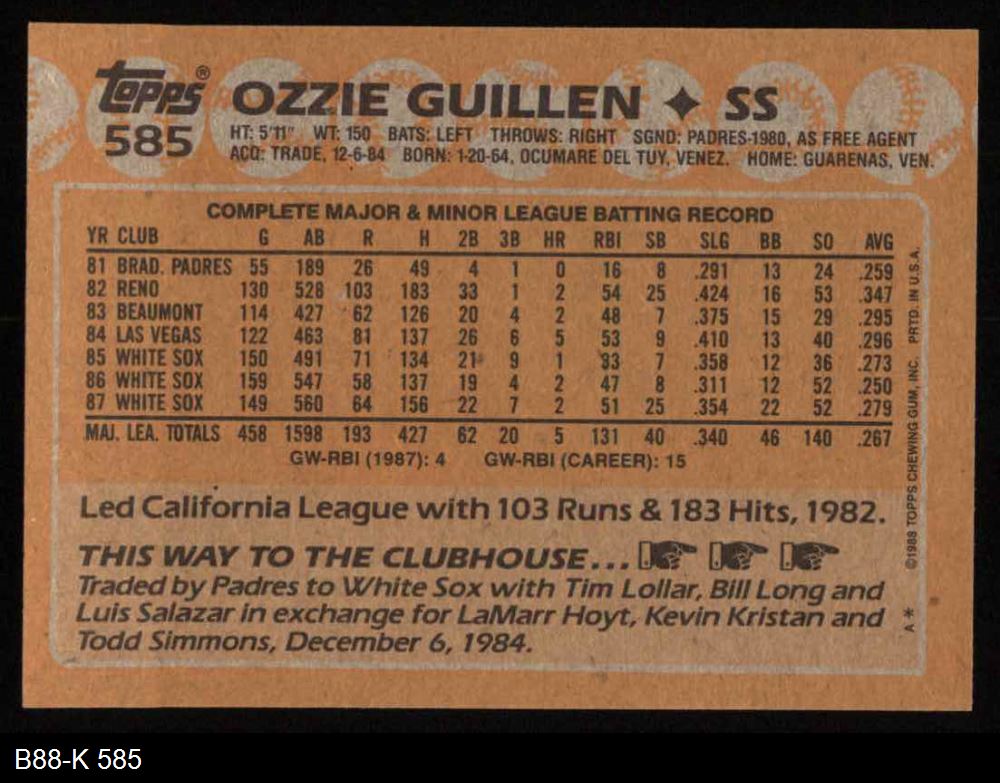 Topps® OZZIE GUILLEN ✦ SS
585 HT: 5'11" WT: 150 BATS: LEFT THROWS: RIGHT SGND: PADRES-1980, AS FREE AGENT
ACQ: TRADE, 12-6-84 BORN: 1-20-64, OCUMARE DEL TUY, VENEZ. HOME: GUARENAS, VEN.
COMPLETE MAJOR & MINOR LEAGUE BATTING RECORD
YR CLUB G AB R H 2B 3B HR RBI SB SLG BB SO AVG
81 BRAD. PADRES 55 189 26 49 4 1 0 16 8 .291 13 24 .259
82 RENO 130 528 103 183 33 1 2 54 25 .424 16 53 .347
83 BEAUMONT 114 427 62 126 20 4 2 48 7 .375 15 29 .295
84 LAS VEGAS 122 463 81 137 26 6 5 53 9 .410 13 40 .296
85 WHITE SOX 150 491 71 134 21 9 1 33 7 .358 12 36 .273
86 WHITE SOX 159 547 58 137 19 4 2 47 8 .311 12 52 .250
87 WHITE SOX 149 560 64 156 22 7 2 51 25 .354 22 52 .279
MAJ. LEA. TOTALS 458 1598 193 427 62 20 5 131 40 .340 46 140 .267
GW-RBI (1987): 4 GW-RBI (CAREER): 15
Led California League with 103 Runs & 183 Hits, 1982.
THIS WAY TO THE CLUBHOUSE...
Traded by Padres to White Sox with Tim Lollar, Bill Long and
Luis Salazar in exchange for LaMarr Hoyt, Kevin Kristan and
Todd Simmons, December 6, 1984.
A* ©1988 TOPPS CHEWING GUM, INC. PRTD. IN U.S.A.
B88-K 585